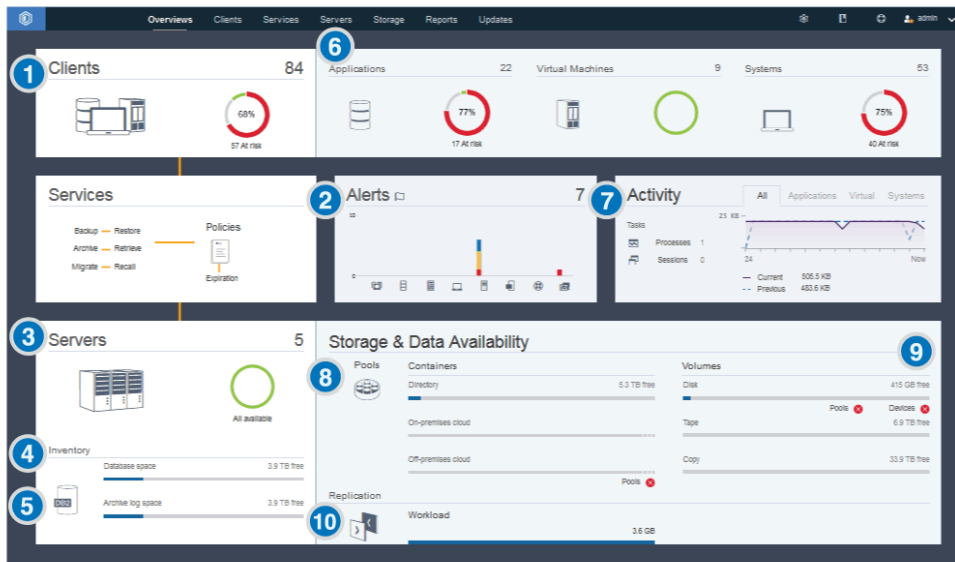 Overviews Clients Services Servers Storage Reports Updates admin
1 Clients 84
68%
57 At risk
6
Applications 22
77%
17 At risk
Virtual Machines 9
Systems 53
75%
40 At risk
Services
Backup Restore
Archive Retrieve
Migrate Recall
Policies
Expiration
2 Alerts 7
10
0
7 Activity
All Applications Virtual Systems
Tasks
Processes 1
Sessions 0
25 KB
24 Now
Current 505.5 KB
Previous 483.6 KB
3 Servers 5
All available
4 Inventory
Database space 3.9 TB free
5 DB2
Archive log space 3.9 TB free
Storage & Data Availability
9
8 Pools
Containers
Directory 5.3 TB free
On-premises cloud
Off-premises cloud
Pools
Volumes
Disk 415 GB free
Pools Devices
Tape 6.9 TB free
Copy 33.9 TB free
Replication
10 Workload
3.6 GB